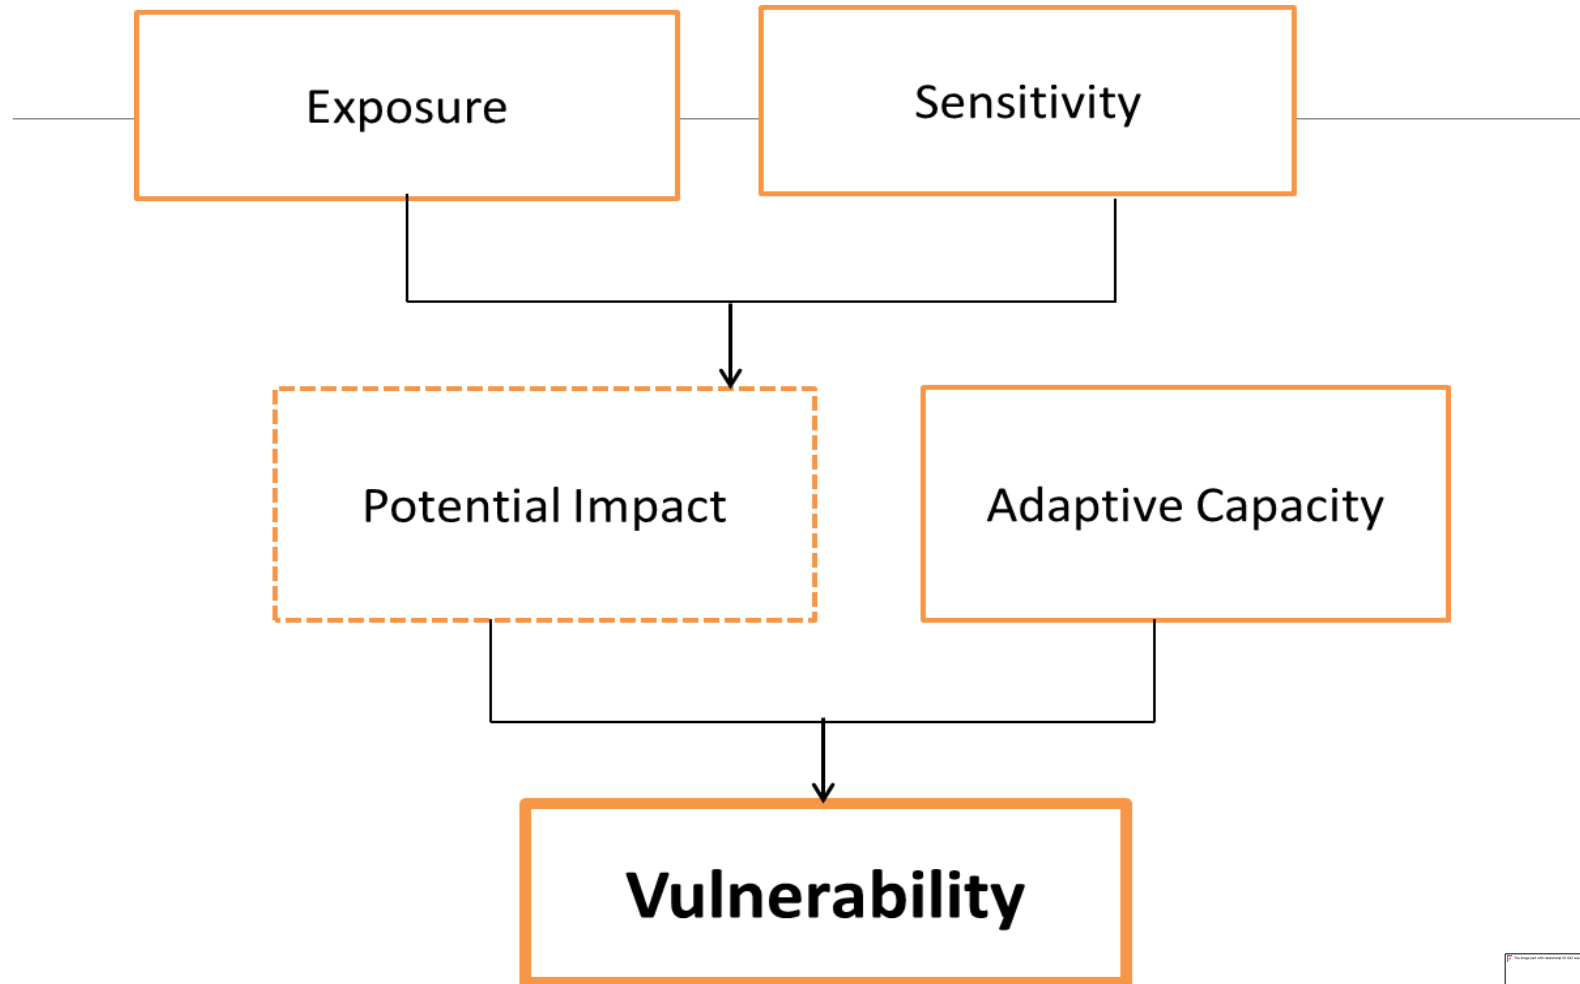 Exposure
Sensitivity
Potential Impact
Adaptive Capacity
Vulnerability